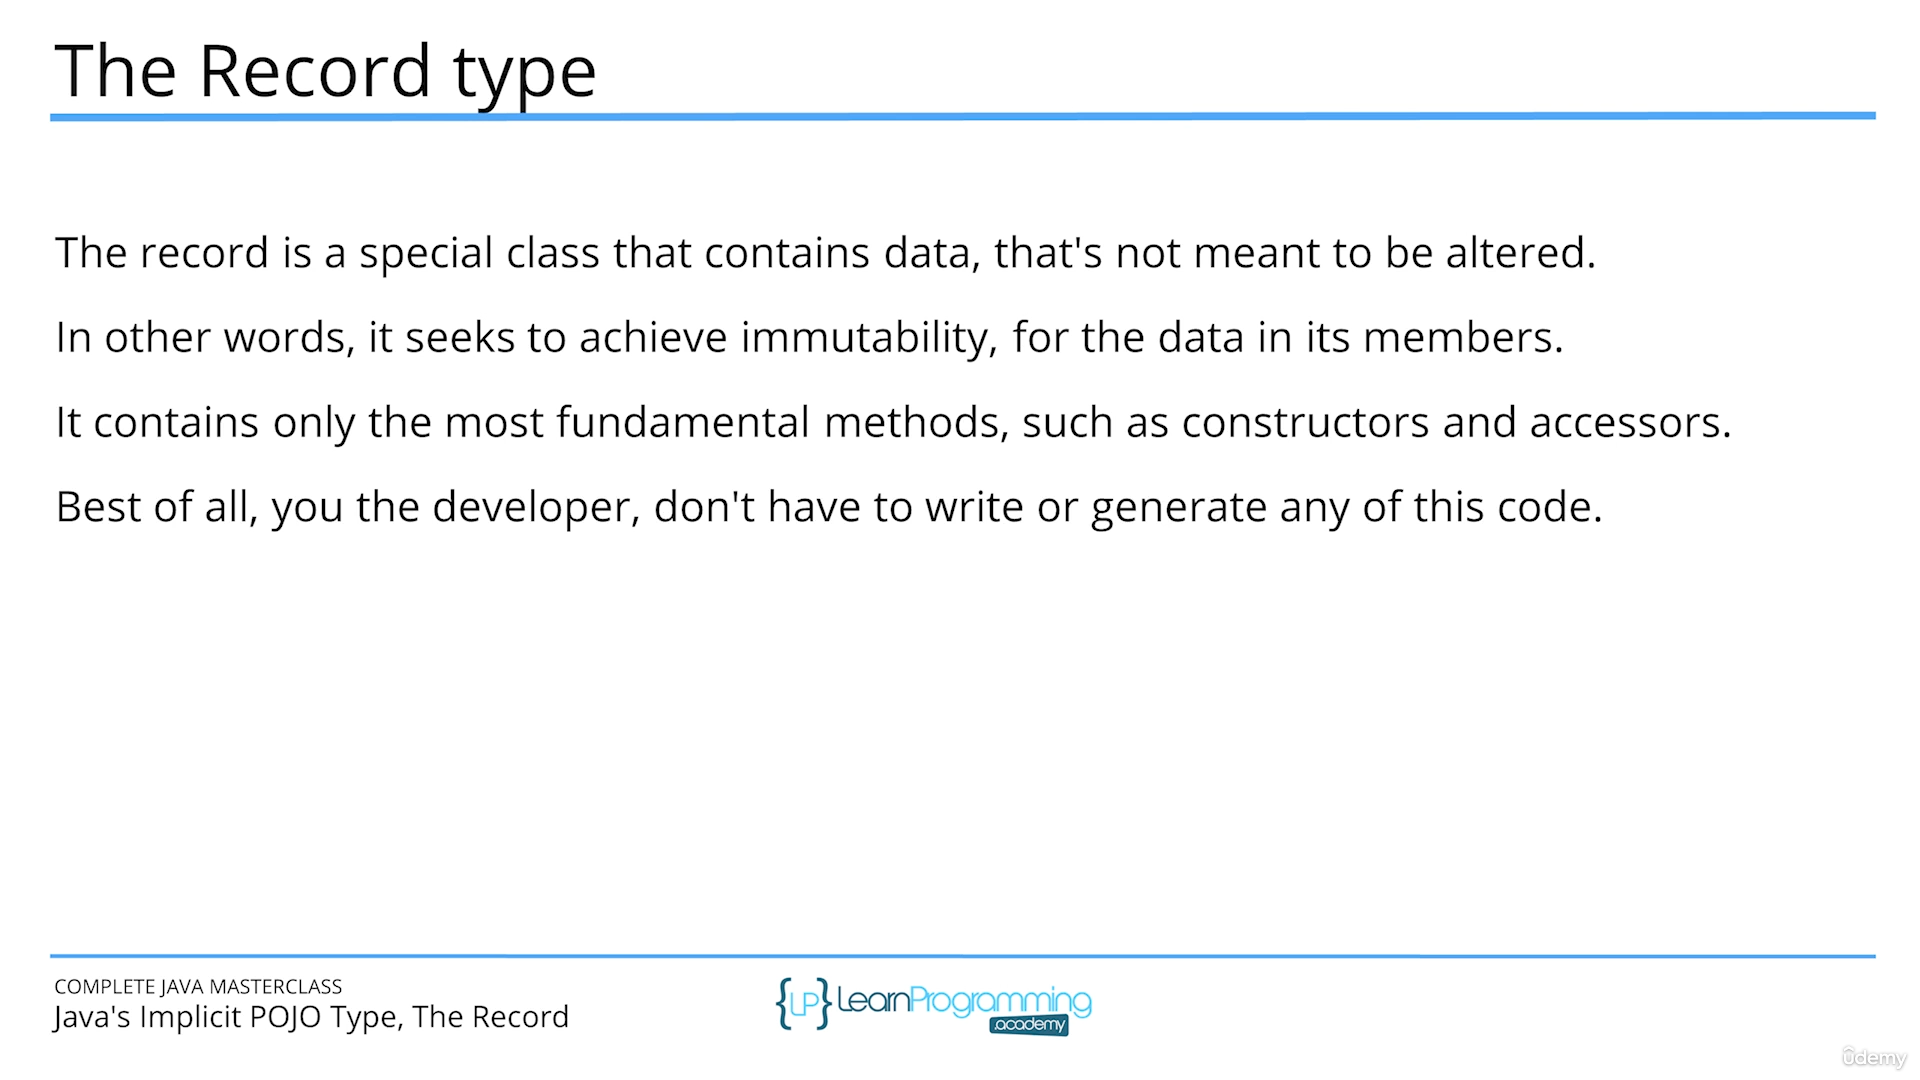 The Record type
The record is a special class that contains data, that's not meant to be altered.
In other words, it seeks to achieve immutability, for the data in its members.
It contains only the most fundamental methods, such as constructors and accessors.
Best of all, you the developer, don't have to write or generate any of this code.
COMPLETE JAVA MASTERCLASS
Java's Implicit POJO Type, The Record
{LP} LearnProgramming
.academy
ûdemy